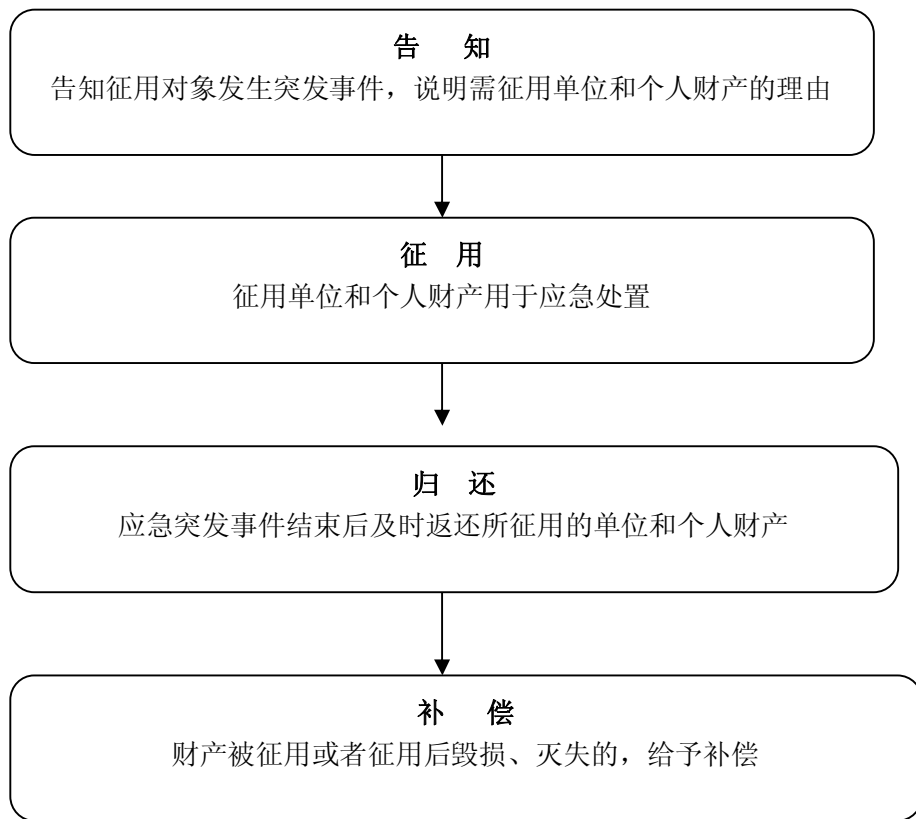 告 知
告知征用对象发生突发事件，说明需征用单位和个人财产的理由
征 用
征用单位和个人财产用于应急处置
归 还
应急突发事件结束后及时返还所征用的单位和个人财产
补 偿
财产被征用或者征用后毁损、灭失的，给予补偿